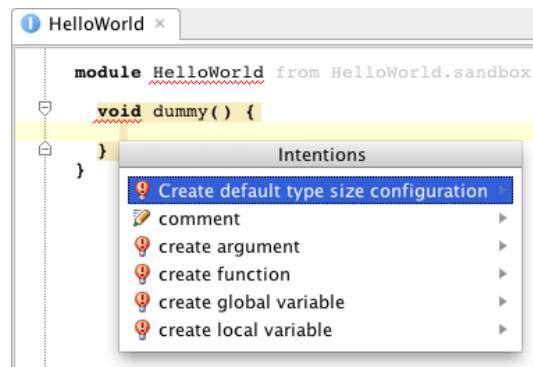 I HelloWorld ×
module HelloWorld from HelloWorld.sandbox
void dummy() {
}
}
Intentions
Create default type size configuration
comment
create argument
create function
create global variable
create local variable